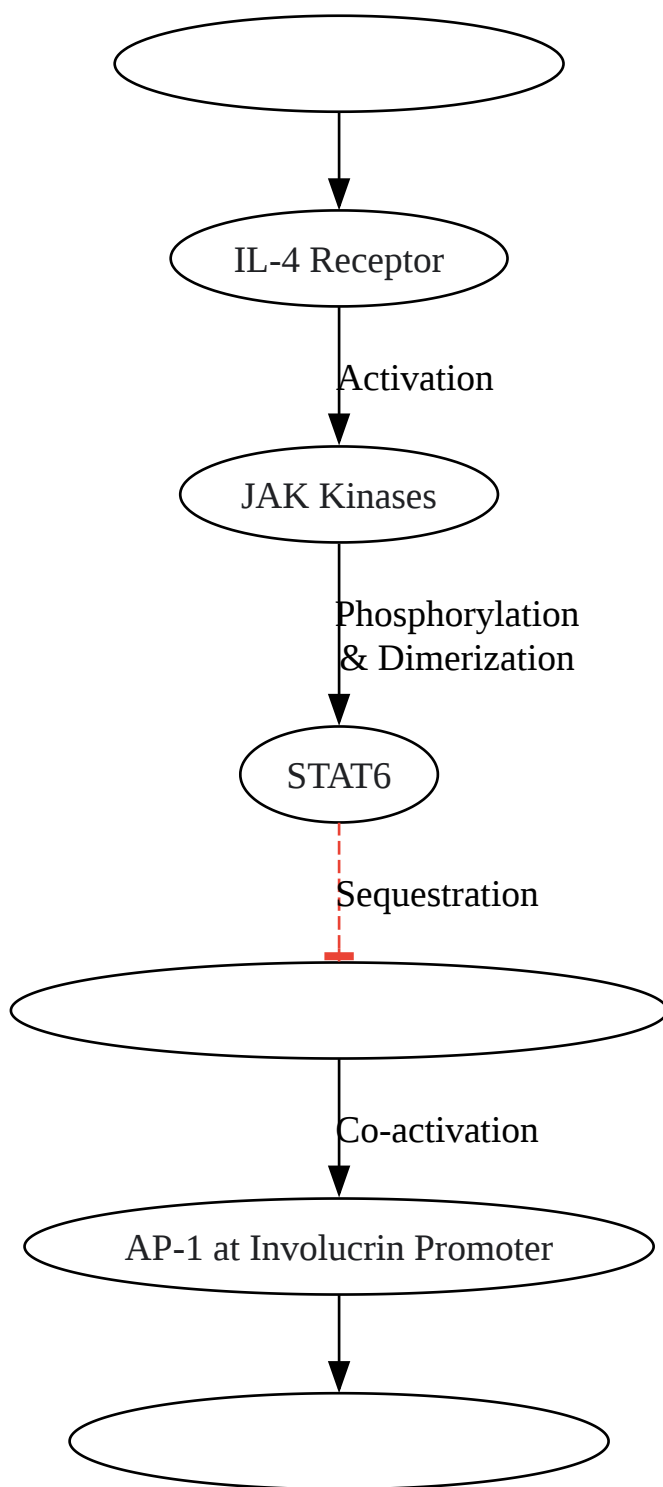 IL-4 Receptor
Activation
JAK Kinases
Phosphorylation
& Dimerization
STAT6
Sequestration
Co-activation
AP-1 at Involucrin Promoter